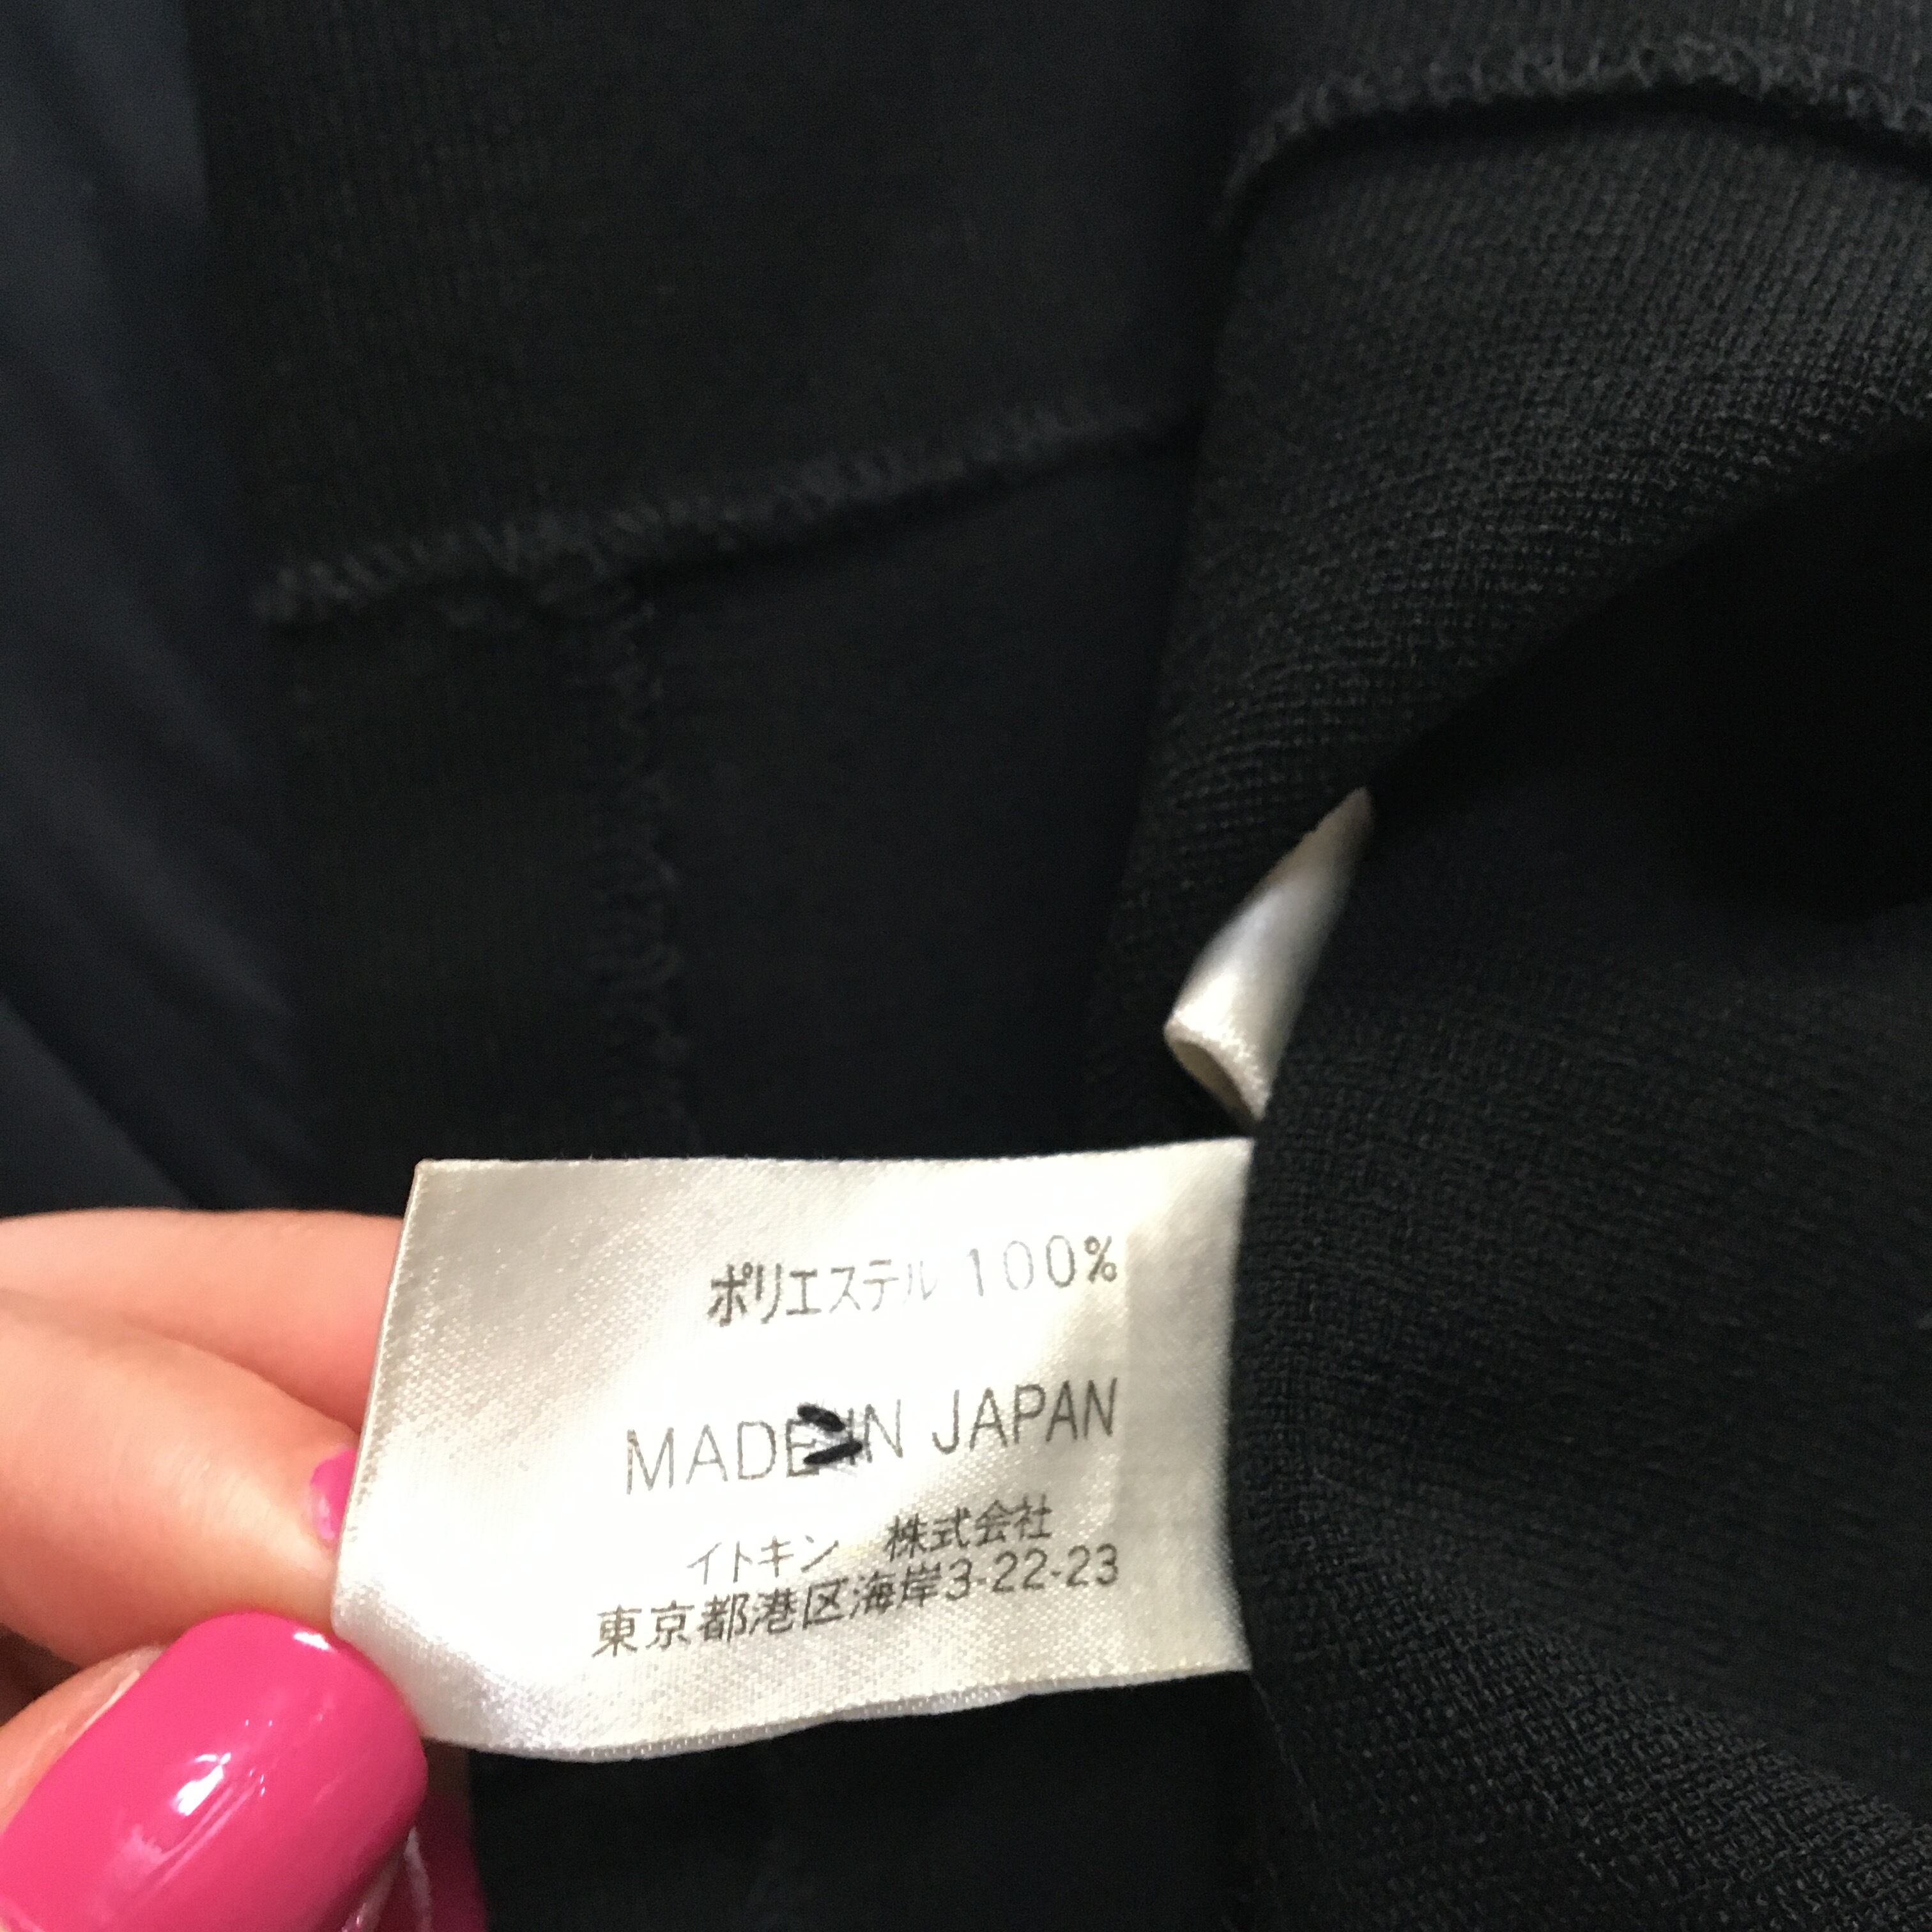 ポリエステル 100%
MADE IN JAPAN
イトキン 株式会社
東京都港区海岸3-22-23